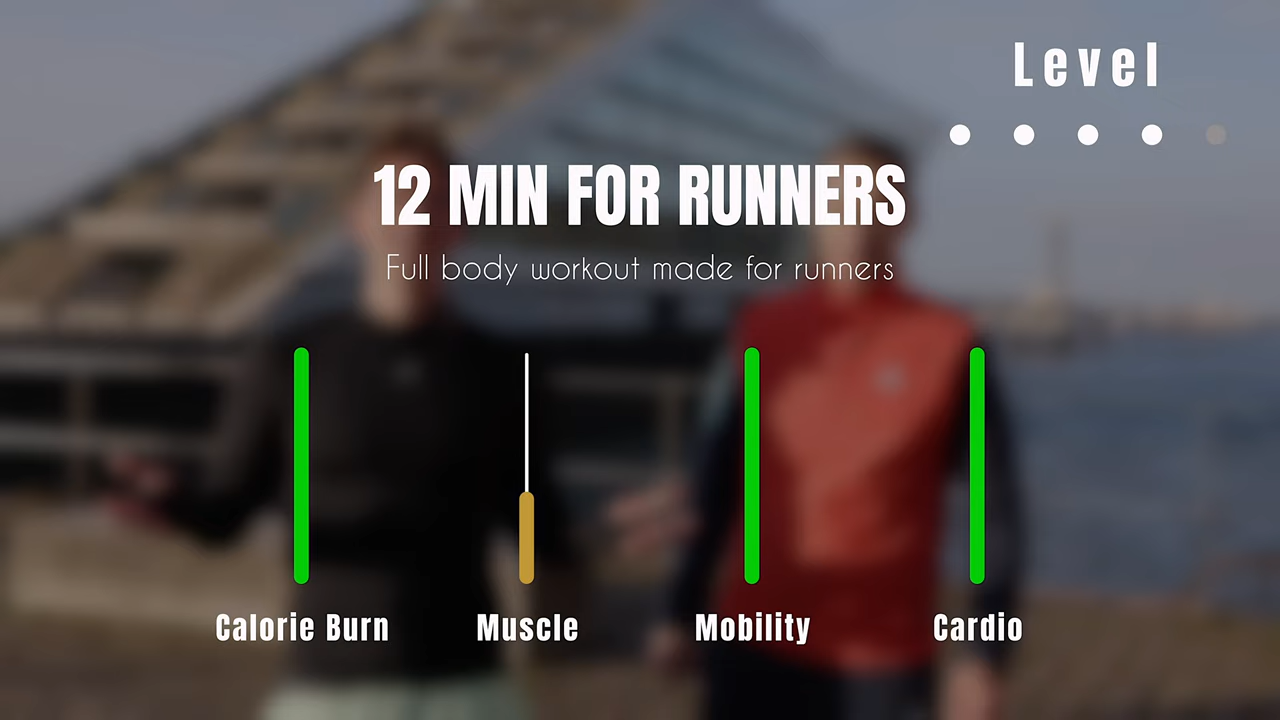 Level
12 MIN FOR RUNNERS
Full body workout made for runners
Calorie Burn
Muscle
Mobility
Cardio